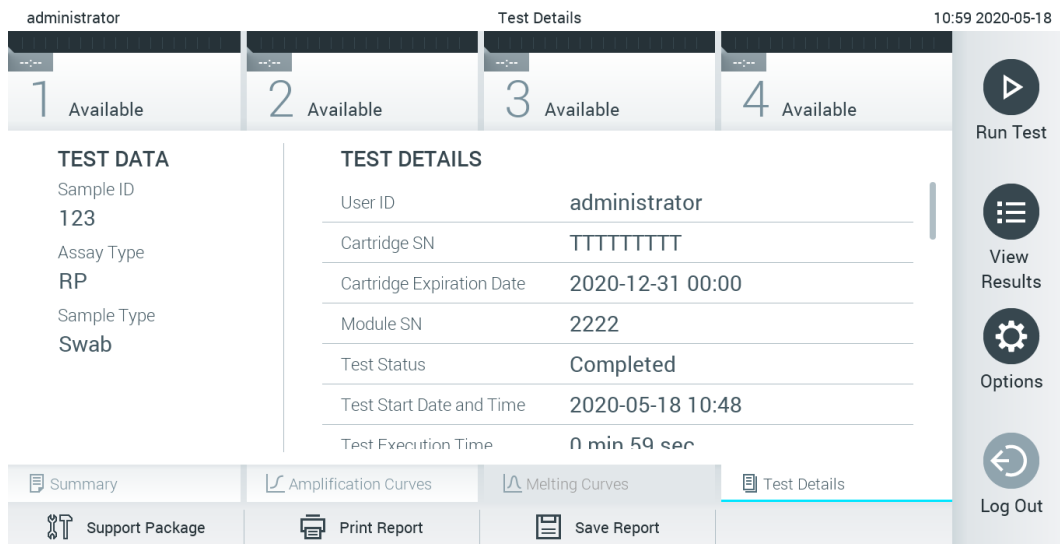 administrator Test Details 10:59 2020-05-18
--:-- --:-- --:-- --:--
1 Available 2 Available 3 Available 4 Available
Run Test
TEST DATA
Sample ID
123
Assay Type
RP
Sample Type
Swab
TEST DETAILS
User ID administrator
Cartridge SN TTTTTTTTT
Cartridge Expiration Date 2020-12-31 00:00
Module SN 2222
Test Status Completed
Test Start Date and Time 2020-05-18 10:48
Test Execution Time 0 min 59 sec
View
Results
Options
Log Out
Summary Amplification Curves Melting Curves Test Details
Support Package Print Report Save Report